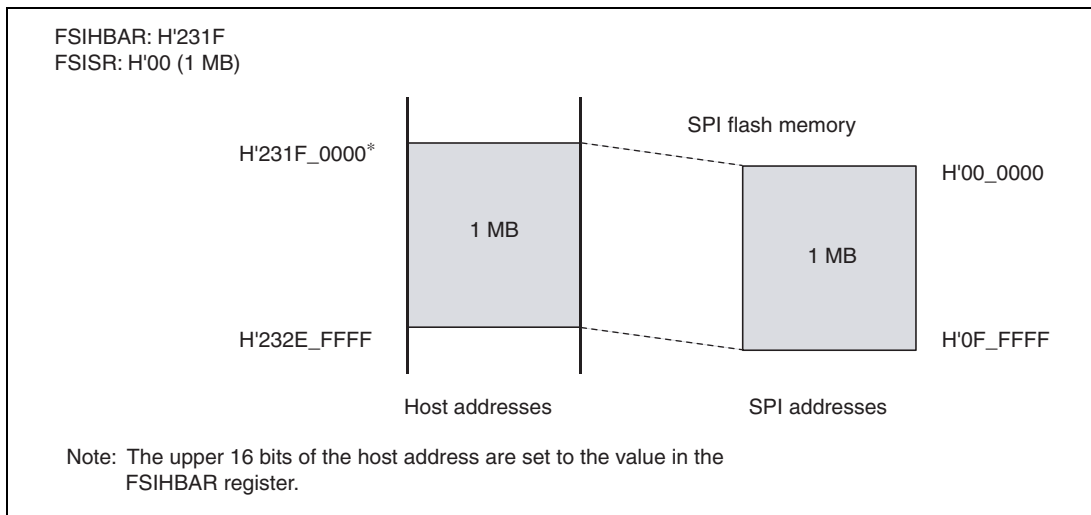 FSIHBAR: H'231F
FSISR: H'00 (1 MB)
SPI flash memory
H'231F_0000*
H'00_0000
1 MB
1 MB
H'232E_FFFF
H'0F_FFFF
Host addresses
SPI addresses
Note: The upper 16 bits of the host address are set to the value in the
FSIHBAR register.